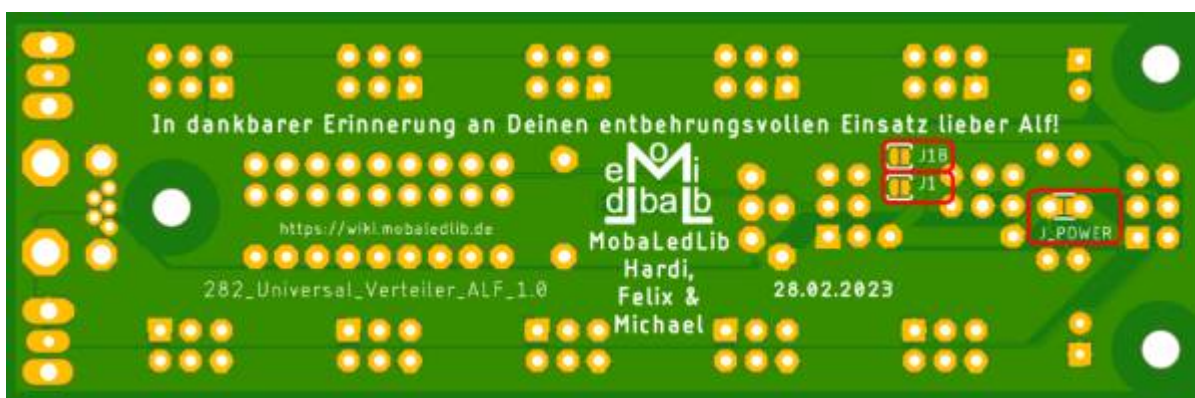 In dankbarer Erinnerung an Deinen entbehrungsvollen Einsatz lieber Alf!
J1B
J1
J_POWER
eMobaLedlib
https://wiki.mobaledlib.de
MobaLedLib
Hardi,
Felix &
Michael
282_Universal_Verteiler_ALF_1.0
28.02.2023